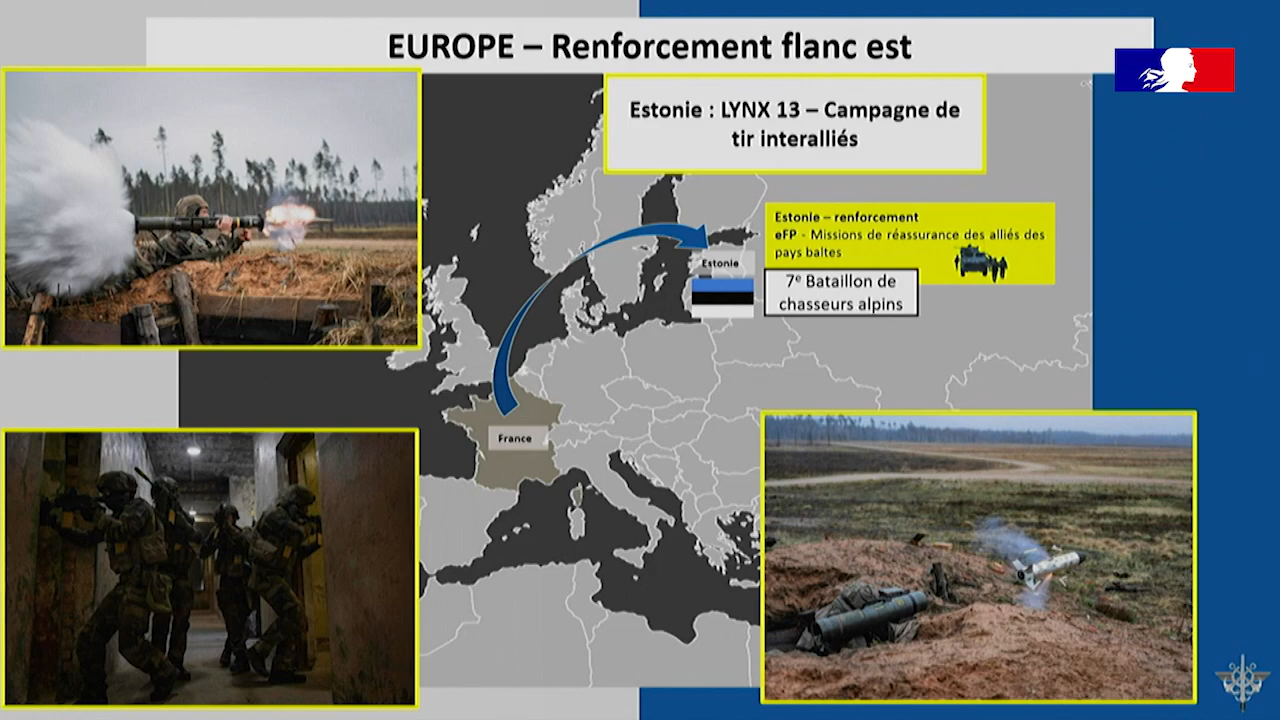 EUROPE – Renforcement flanc est
Estonie : LYNX 13 – Campagne de
tir interalliés
Estonie – renforcement
eFP - Missions de réassurance des alliés des
pays baltes
Estonie
7e Bataillon de
chasseurs alpins
France